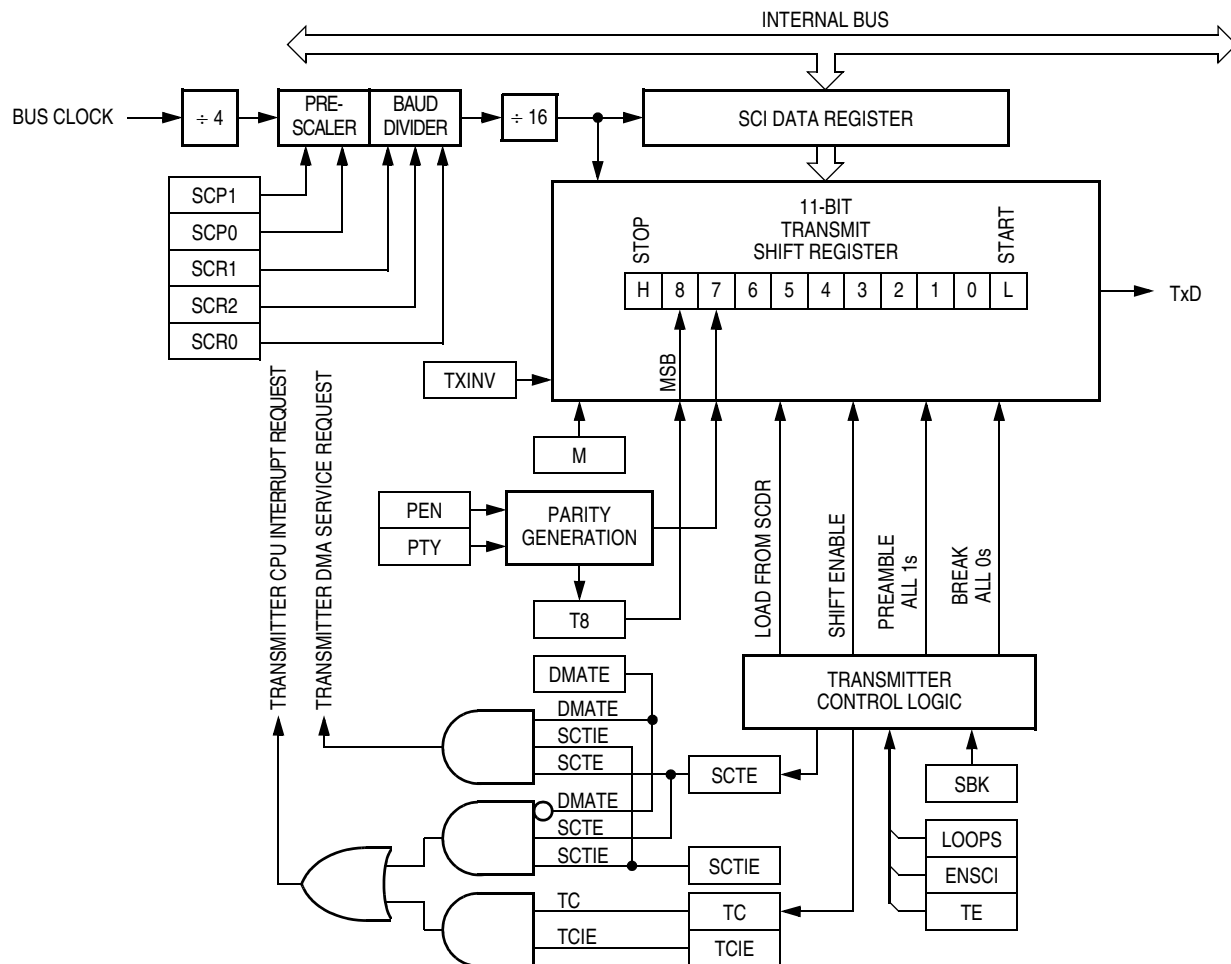 INTERNAL BUS
BUS CLOCK
÷ 4
PRE-
SCALER
BAUD
DIVIDER
÷ 16
SCI DATA REGISTER
SCP1
SCP0
SCR1
SCR2
SCR0
11-BIT
TRANSMIT
SHIFT REGISTER
STOP
START
H 8 7 6 5 4 3 2 1 0 L
TxD
MSB
TXINV
M
TRANSMITTER CPU INTERRUPT REQUEST
TRANSMITTER DMA SERVICE REQUEST
PEN
PTY
PARITY
GENERATION
T8
LOAD FROM SCDR
SHIFT ENABLE
PREAMBLE
ALL 1s
BREAK
ALL 0s
TRANSMITTER
CONTROL LOGIC
DMATE
DMATE
SCTIE
SCTE
SCTE
SBK
DMATE
SCTE
SCTIE
SCTIE
LOOPS
ENSCI
TE
TC
TC
TCIE
TCIE